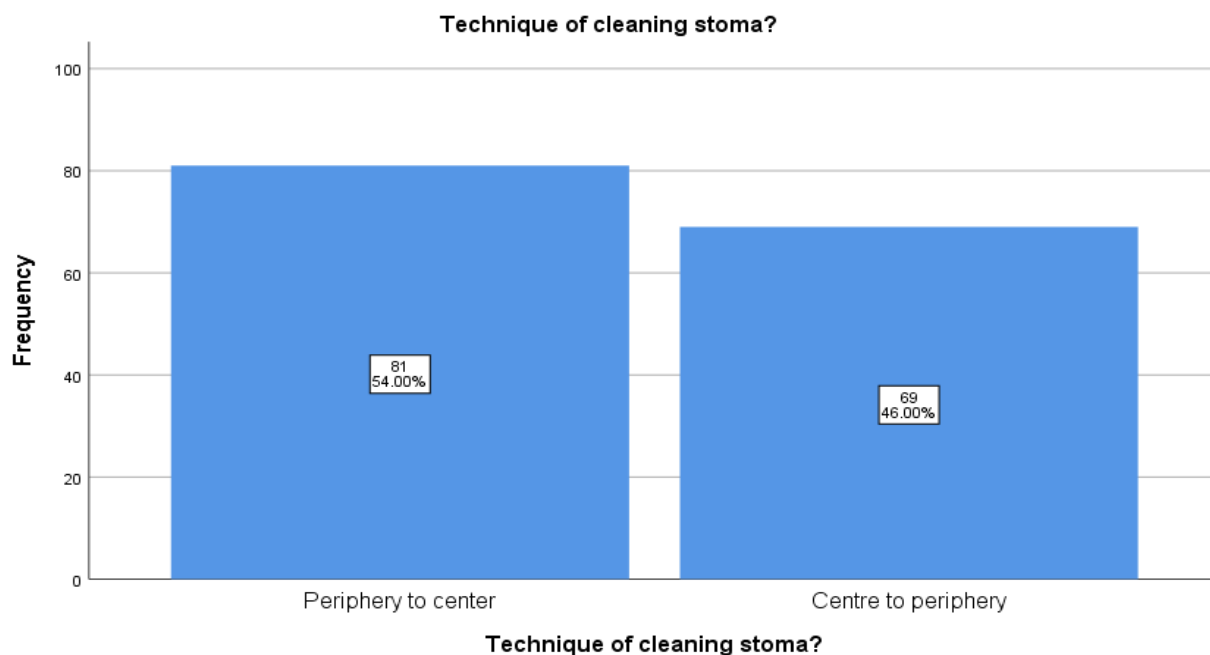 Technique of cleaning stoma?
100
80
60
40
20
0
Frequency
81
54.00%
69
46.00%
Periphery to center
Centre to periphery
Technique of cleaning stoma?